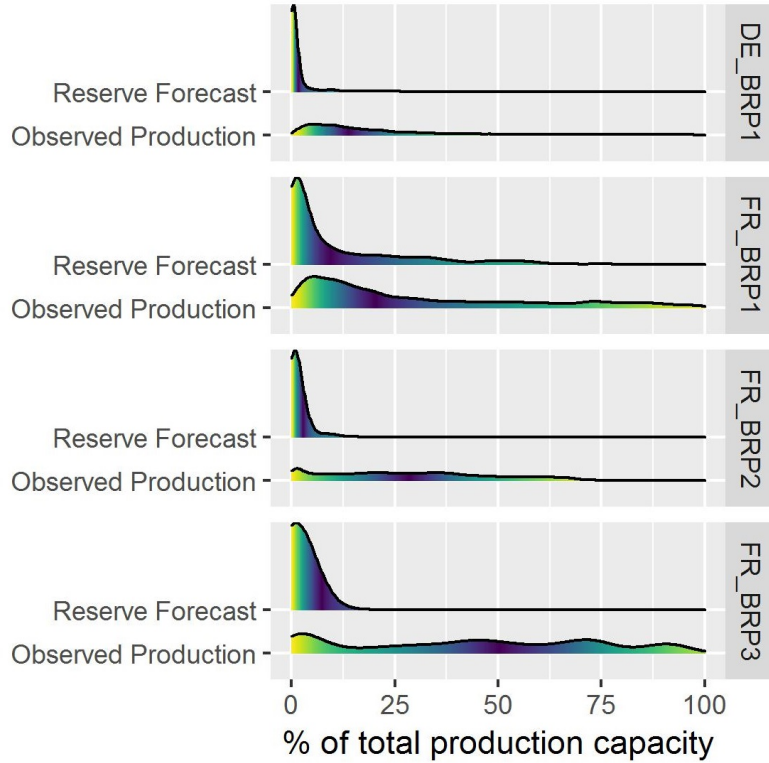 Reserve Forecast
Observed Production
DE_BRP1
Reserve Forecast
Observed Production
FR_BRP1
Reserve Forecast
Observed Production
FR_BRP2
Reserve Forecast
Observed Production
FR_BRP3
0 25 50 75 100
% of total production capacity